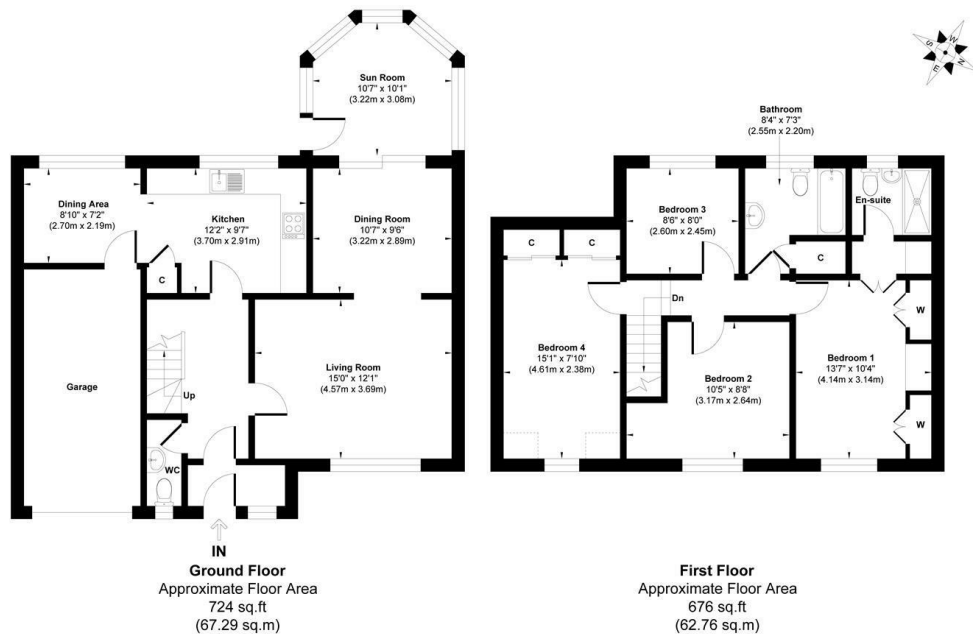 Sun Room
10'7" x 10'1"
(3.22m x 3.08m)
Dining Area
8'10" x 7'2"
(2.70m x 2.19m)
Kitchen
12'2" x 9'7"
(3.70m x 2.91m)
Dining Room
10'7" x 9'6"
(3.22m x 2.89m)
C
Garage
Up
Living Room
15'0" x 12'1"
(4.57m x 3.69m)
WC
IN
Ground Floor
Approximate Floor Area
724 sq.ft
(67.29 sq.m)
S
W
E
N
Bathroom
8'4" x 7'3"
(2.55m x 2.20m)
Bedroom 3
8'6" x 8'0"
(2.60m x 2.45m)
En-suite
C
C
C
Dn
W
Bedroom 4
15'1" x 7'10"
(4.61m x 2.38m)
Bedroom 2
10'5" x 8'8"
(3.17m x 2.64m)
Bedroom 1
13'7" x 10'4"
(4.14m x 3.14m)
W
First Floor
Approximate Floor Area
676 sq.ft
(62.76 sq.m)